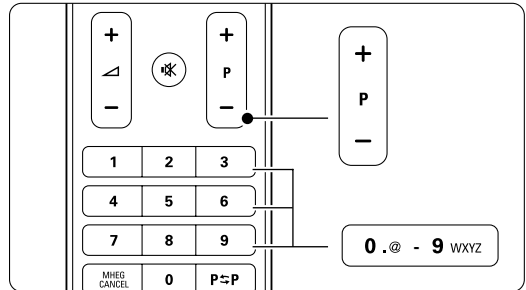 + + +
P P
– – –
1 2 3
4 5 6
7 8 9
0 .@ - 9 WXYZ
MHEG CANCEL 0 P⇆P